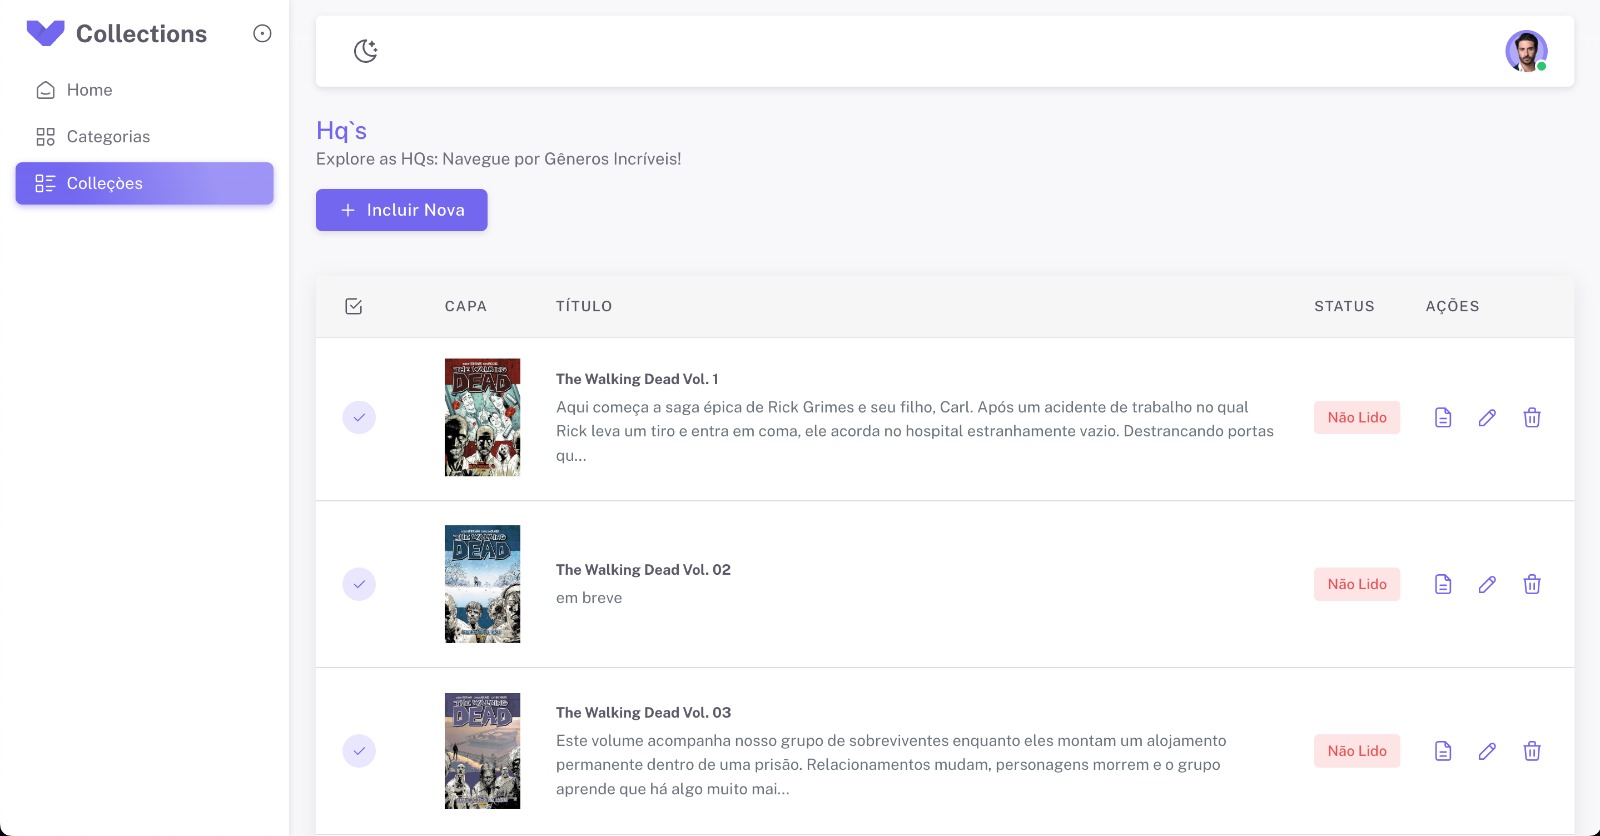 Collections
Home
Categorias
Colleçòes
Hq`s
Explore as HQs: Navegue por Gêneros Incríveis!
Incluir Nova
CAPA TÍTULO STATUS AÇÕES
THE WALKING
DEAD
The Walking Dead Vol. 1
Aqui começa a saga épica de Rick Grimes e seu filho, Carl. Após um acidente de trabalho no qual
Rick leva um tiro e entra em coma, ele acorda no hospital estranhamente vazio. Destrancando portas
qu...
Não Lido
THE WALKING
DEAD
The Walking Dead Vol. 02
em breve
Não Lido
THE WALKING
DEAD
The Walking Dead Vol. 03
Este volume acompanha nosso grupo de sobreviventes enquanto eles montam um alojamento
permanente dentro de uma prisão. Relacionamentos mudam, personagens morrem e o grupo
aprende que há algo muito mai...
Não Lido